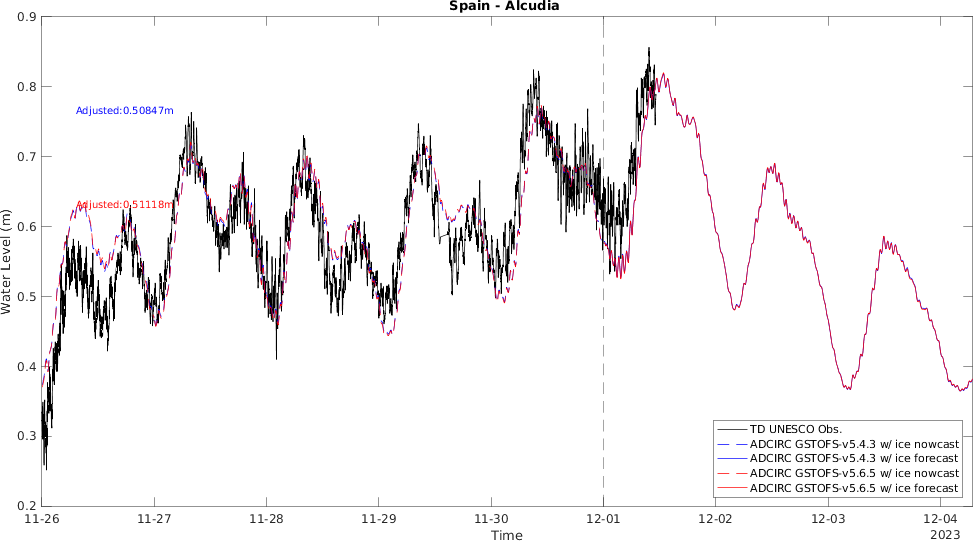 Spain - Alcudia
0.9
0.8
0.7
0.6
0.5
0.4
0.3
0.2
Water Level (m)
Adjusted:0.50847m
Adjusted:0.51118m
TD UNESCO Obs.
ADCIRC GSTOFS-v5.4.3 w/ ice nowcast
ADCIRC GSTOFS-v5.4.3 w/ ice forecast
ADCIRC GSTOFS-v5.6.5 w/ ice nowcast
ADCIRC GSTOFS-v5.6.5 w/ ice forecast
11-26 11-27 11-28 11-29 11-30 12-01 12-02 12-03 12-04
Time
2023